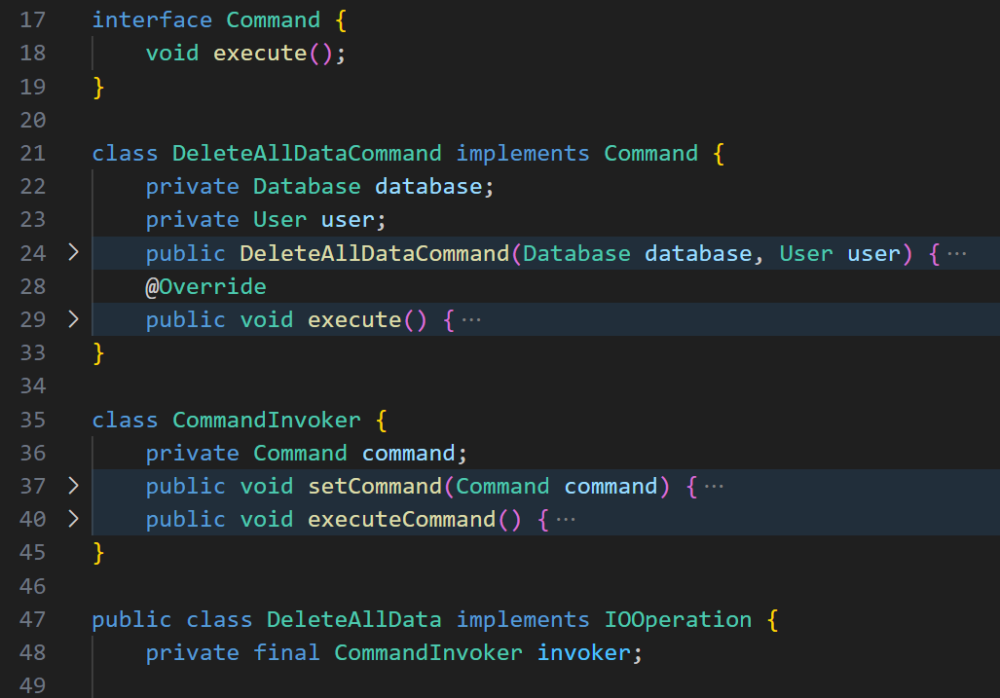 17 interface Command {
18     void execute();
19 }
20
21 class DeleteAllDataCommand implements Command {
22     private Database database;
23     private User user;
24     public DeleteAllDataCommand(Database database, User user) { ···
28     @Override
29     public void execute() { ···
33 }
34
35 class CommandInvoker {
36     private Command command;
37     public void setCommand(Command command) { ···
40     public void executeCommand() { ···
45 }
46
47 public class DeleteAllData implements IOOperation {
48     private final CommandInvoker invoker;
49